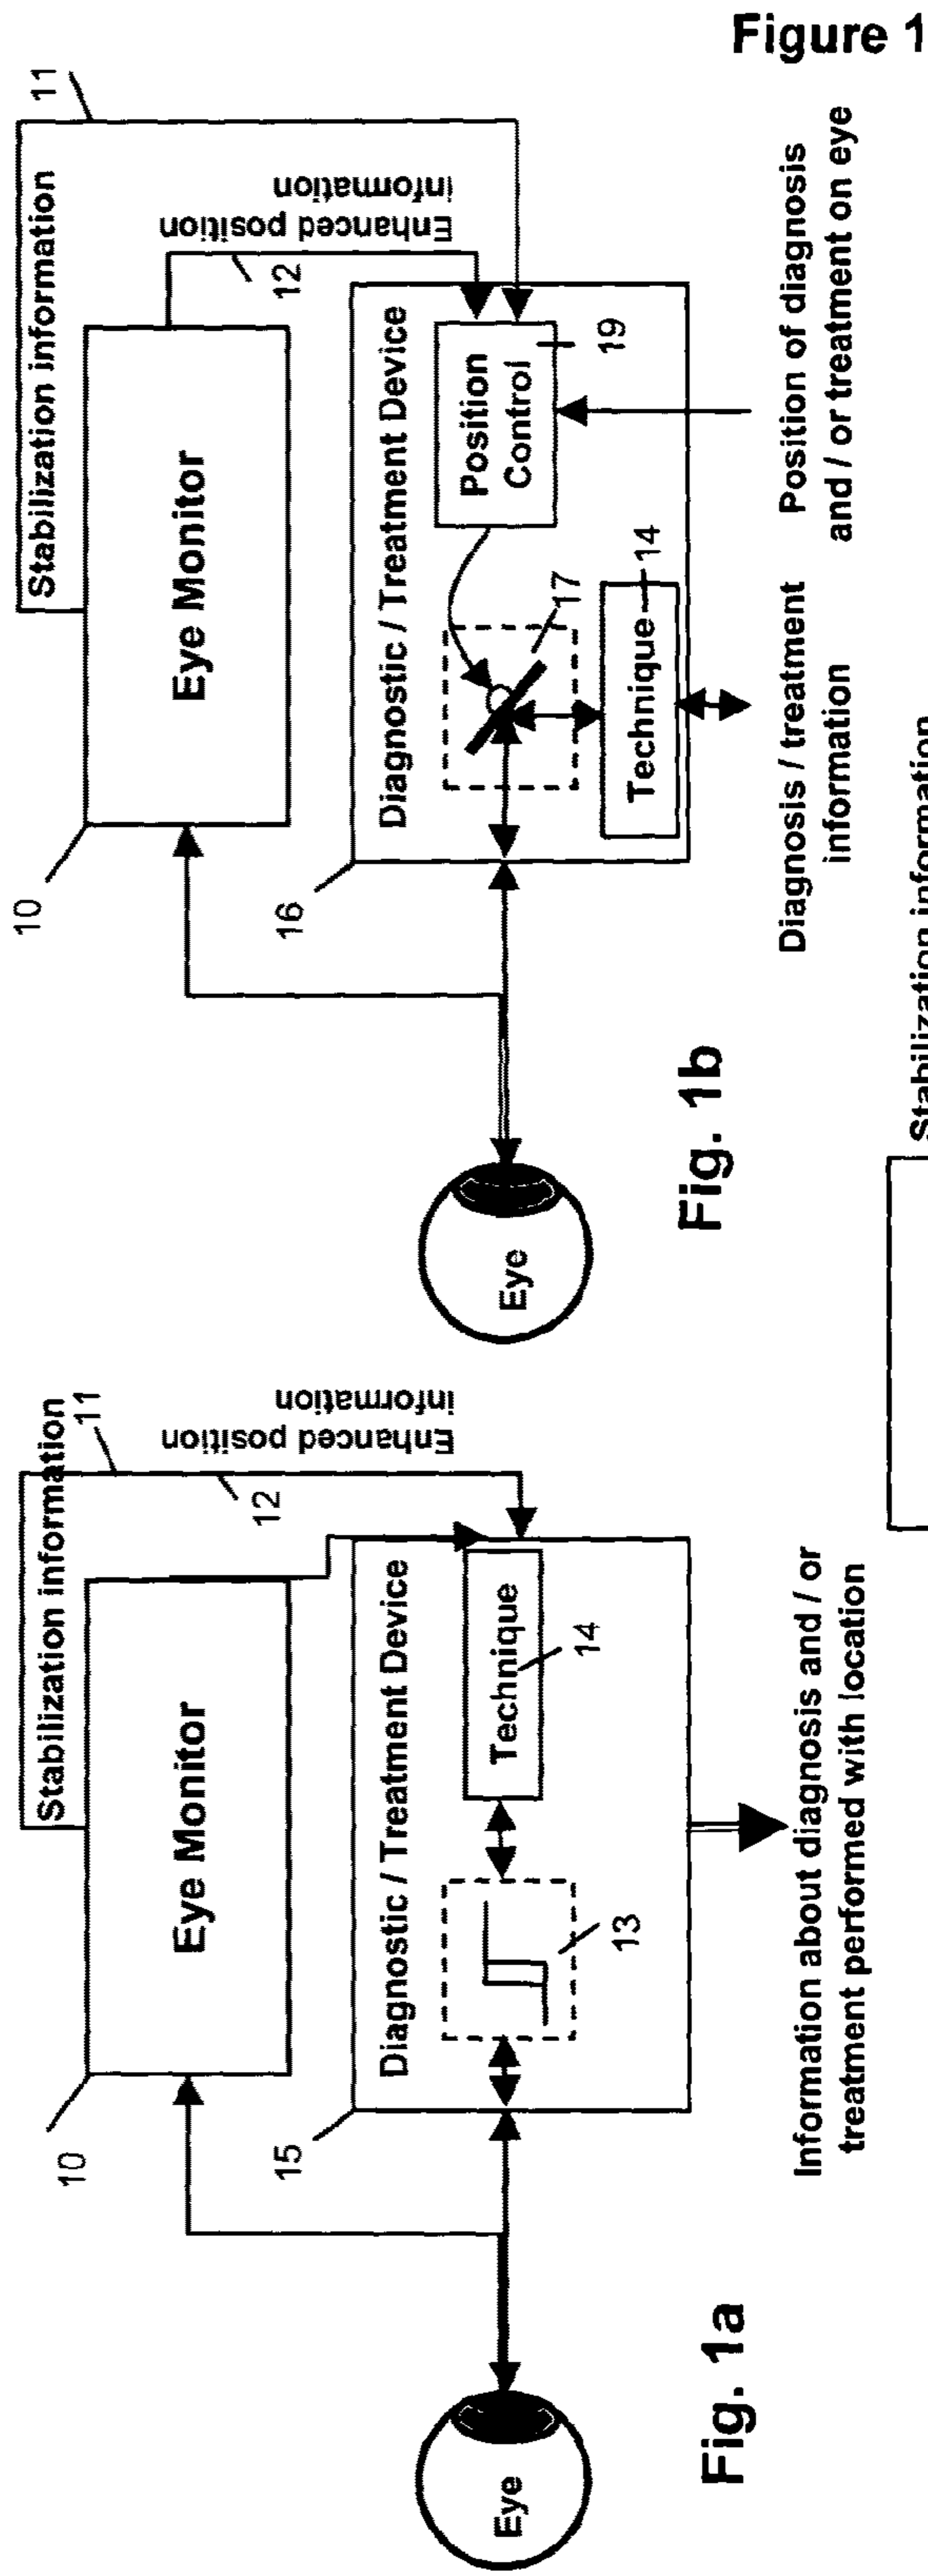 Figure 1
Stabilization information
11
Eye Monitor
10
12
Enhanced position
information
Diagnostic / Treatment Device
15
Technique
14
13
Eye
Information about diagnosis and / or
treatment performed with location
Fig. 1a
Stabilization information
11
Eye Monitor
10
12
Enhanced position
information
Diagnostic / Treatment Device
16
Position
Control
19
17
Technique
14
Eye
Diagnosis / treatment
information
Position of diagnosis
and / or treatment on eye
Fig. 1b
Stabilization information